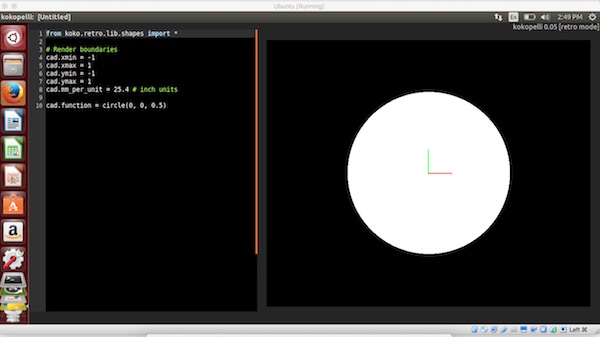 Ubuntu [Running]
kokopelli: [Untitled] En 2:49 PM
kokopelli 0.05 [retro mode]
1 from koko.retro.lib.shapes import *
2
3 # Render boundaries
4 cad.xmin = -1
5 cad.xmax = 1
6 cad.ymin = -1
7 cad.ymax = 1
8 cad.mm_per_unit = 25.4 # inch units
9
10 cad.function = circle(0, 0, 0.5)
Left ⌘